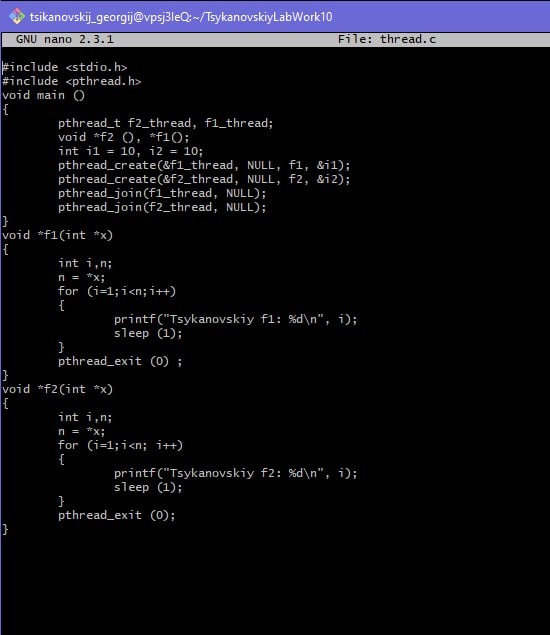 tsikanovskij_georgij@vpsj3IeQ:~/TsykanovskiyLabWork10
GNU nano 2.3.1 File: thread.c
#include <stdio.h>
#include <pthread.h>
void main ()
{
pthread_t f2_thread, f1_thread;
void *f2 (), *f1();
int i1 = 10, i2 = 10;
pthread_create(&f1_thread, NULL, f1, &i1);
pthread_create(&f2_thread, NULL, f2, &i2);
pthread_join(f1_thread, NULL);
pthread_join(f2_thread, NULL);
}
void *f1(int *x)
{
int i,n;
n = *x;
for (i=1;i<n;i++)
{
printf("Tsykanovskiy f1: %d\n", i);
sleep (1);
}
pthread_exit (0) ;
}
void *f2(int *x)
{
int i,n;
n = *x;
for (i=1;i<n; i++)
{
printf("Tsykanovskiy f2: %d\n", i);
sleep (1);
}
pthread_exit (0);
}